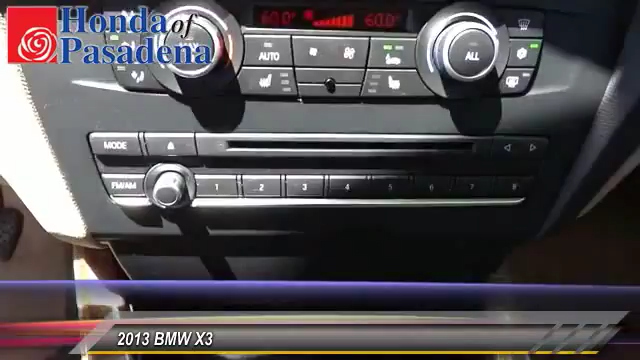 Honda of
Pasadena
60.0° 60.0°
AUTO
ALL
MODE
FM/AM 1 2 3 4 5 6 7 8
2013 BMW X3